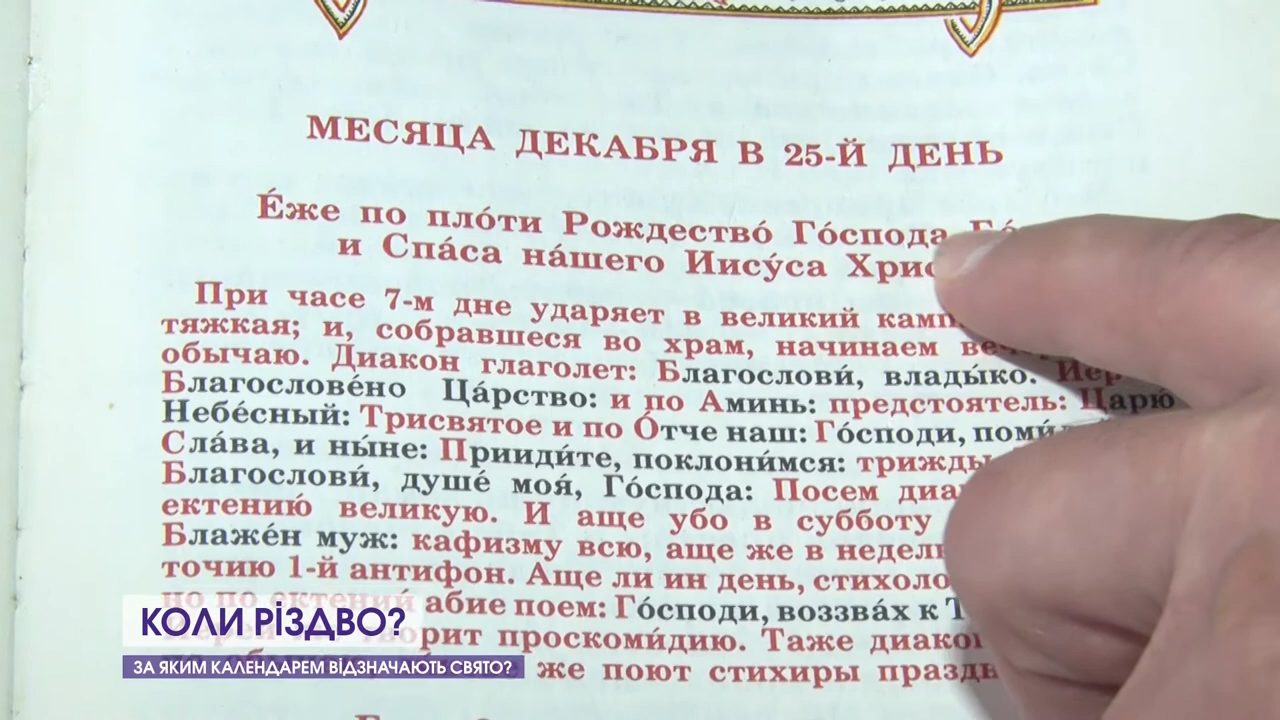 МЕСЯЦА ДЕКАБРЯ В 25-Й ДЕНЬ
Е́же по пло́ти Рождество́ Го́спода
и Спа́са на́шего Иису́са
При часе 7-м дне ударяет в великий
тяжкая; и, собравшеся во храм, начинаем
обычаю. Диакон глаголет: Благослови́, влады́ко.
Благослове́но Ца́рство: и по Аминь: предстоятель: Царю́
Небе́сный: Трисвятое и по О́тче наш: Го́споди,
Сла́ва, и ны́не: Прииди́те, поклони́мся: трижды
Благослови́, душе́ моя́, Го́спода: Посем
ектению́ великую. И аще убо в субботу
Блаже́н муж: кафизму всю, аще же в
точию 1-й антифон. Аще ли ин день,
но по ектении́ абие поем: Го́споди, воззва́х к
проскоми́дию. Таже
же поют стихиры
КОЛИ РІЗДВО?
ЗА ЯКИМ КАЛЕНДАРЕМ ВІДЗНАЧАЮТЬ СВЯТО?